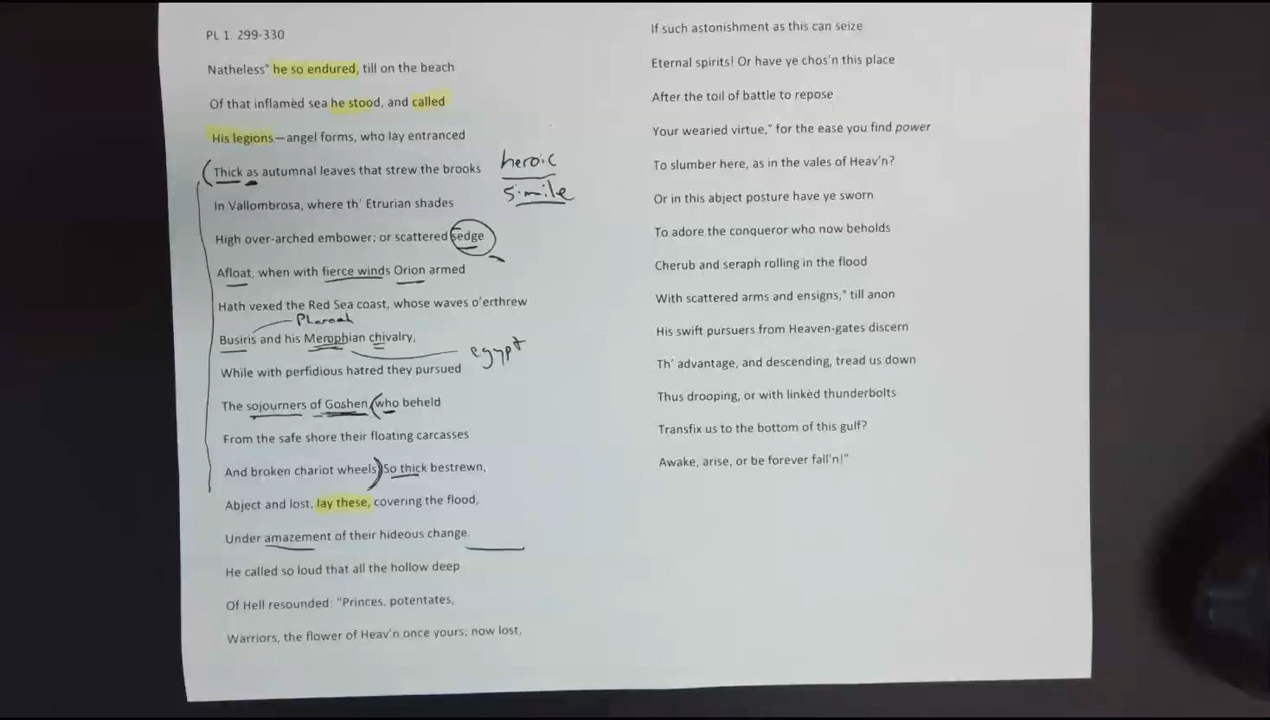 PL 1. 299-330
Natheless" he so endured, till on the beach
Of that inflamèd sea he stood, and called
His legions—angel forms, who lay entranced
Thick as autumnal leaves that strew the brooks
heroic
simile
In Vallombrosa, where th' Etrurian shades
High over-arched embower; or scattered sedge
Afloat, when with fierce winds Orion armed
Hath vexed the Red Sea coast, whose waves o'erthrew
Pharoah
Busiris and his Memphian chivalry,
egypt
While with perfidious hatred they pursued
The sojourners of Goshen, who beheld
From the safe shore their floating carcasses
And broken chariot wheels. So thick bestrewn,
Abject and lost, lay these, covering the flood,
Under amazement of their hideous change.
He called so loud that all the hollow deep
Of Hell resounded: "Princes, potentates,
Warriors, the flower of Heav'n once yours; now lost,
If such astonishment as this can seize
Eternal spirits! Or have ye chos'n this place
After the toil of battle to repose
Your wearied virtue," for the ease you find power
To slumber here, as in the vales of Heav'n?
Or in this abject posture have ye sworn
To adore the conqueror who now beholds
Cherub and seraph rolling in the flood
With scattered arms and ensigns," till anon
His swift pursuers from Heaven-gates discern
Th' advantage, and descending, tread us down
Thus drooping, or with linkèd thunderbolts
Transfix us to the bottom of this gulf?
Awake, arise, or be forever fall'n!"